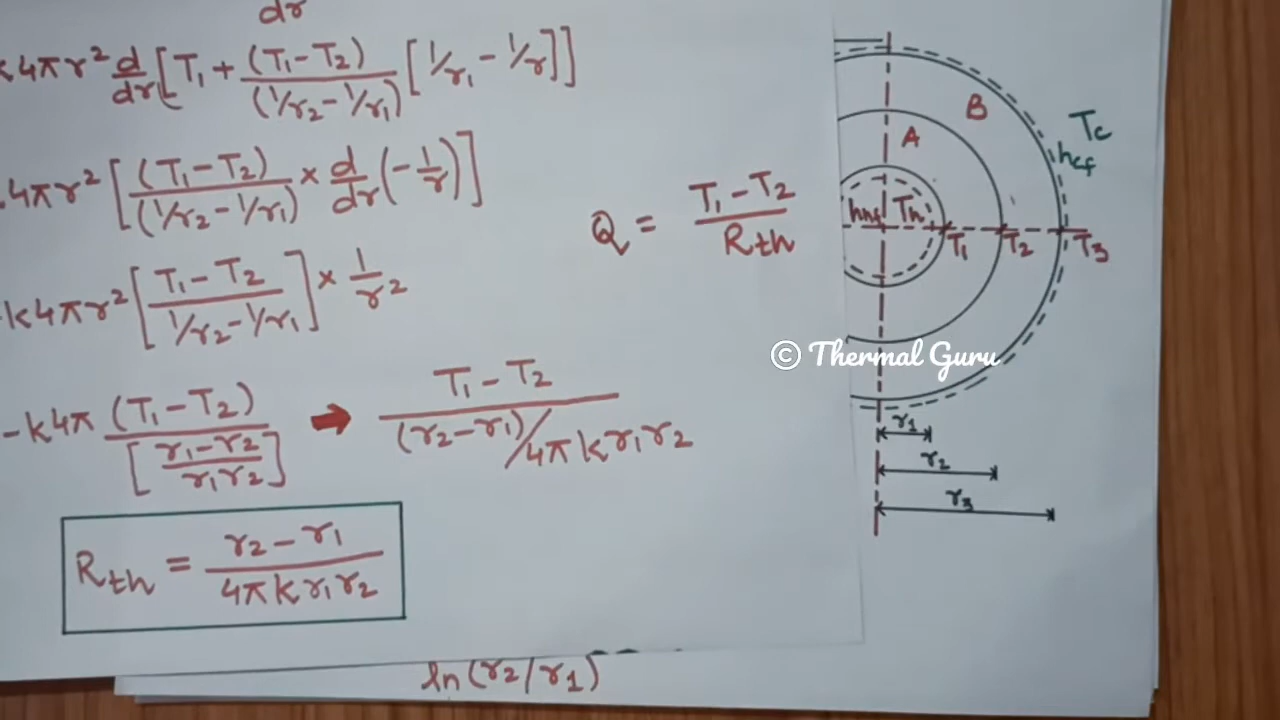 dr
k4πr² d/dr [T₁ + (T₁-T₂)/(1/r₂ - 1/r₁) [1/r₁ - 1/r]]
.4πr² [(T₁-T₂)/(1/r₂ - 1/r₁) × d/dr (-1/r)]
-k4πr² [T₁-T₂/1/r₂ - 1/r₁] × 1/r²
-k4π (T₁-T₂)/[r₁-r₂/r₁r₂] ➡ T₁-T₂/(r₂-r₁)/4πkr₁r₂
Rth = r₂-r₁/4πkr₁r₂
Q = T₁-T₂/Rth
B
A
Tc
hcf
hhf Th
T₁ T₂ T₃
© Thermal Guru
r₁
r₂
r₃
ln(r2/r1)